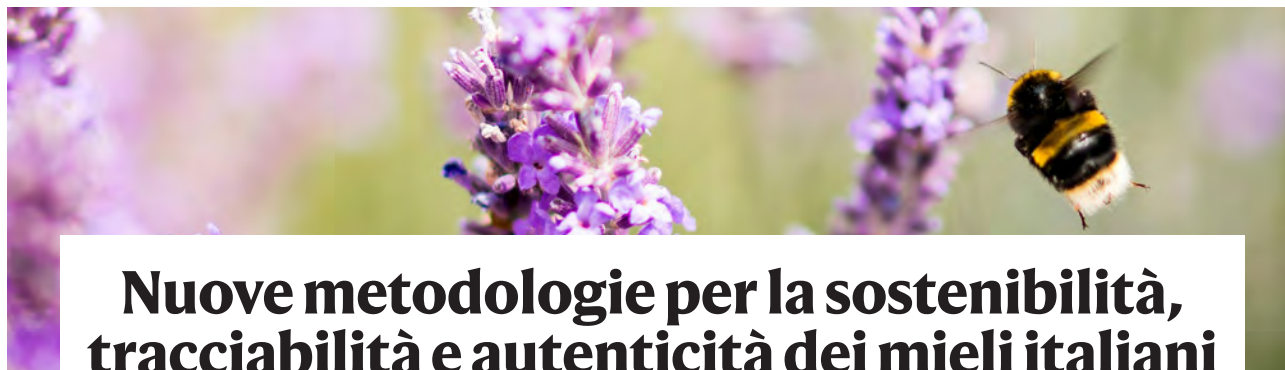 Nuove metodologie per la sostenibilità,
tracciabilità e autenticità dei mieli italiani